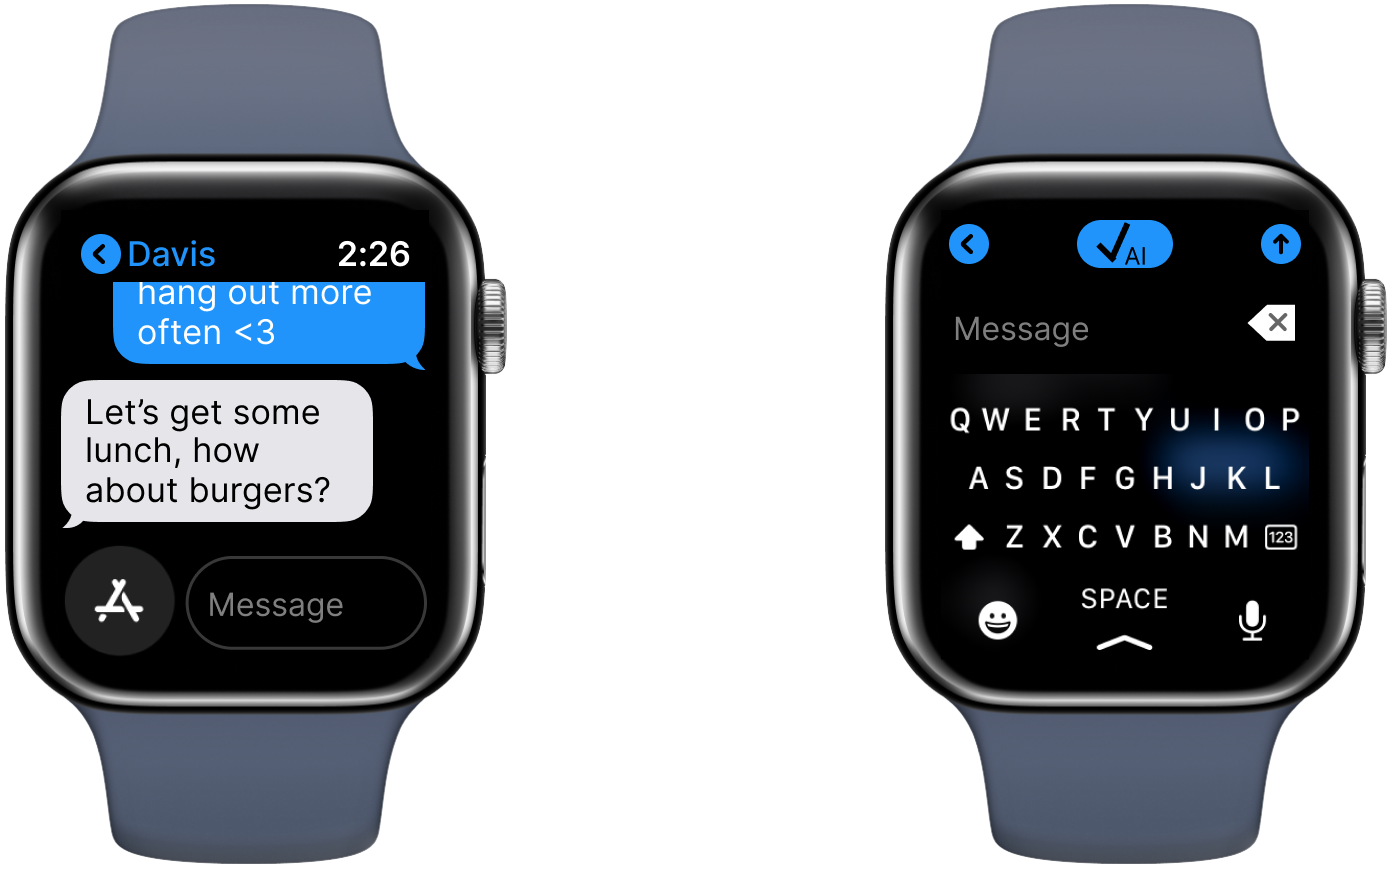 Davis 2:26
hang out more
often <3
Let's get some
lunch, how
about burgers?
Message
AI
Message
Q W E R T Y U I O P
A S D F G H J K L
Z X C V B N M 123
SPACE